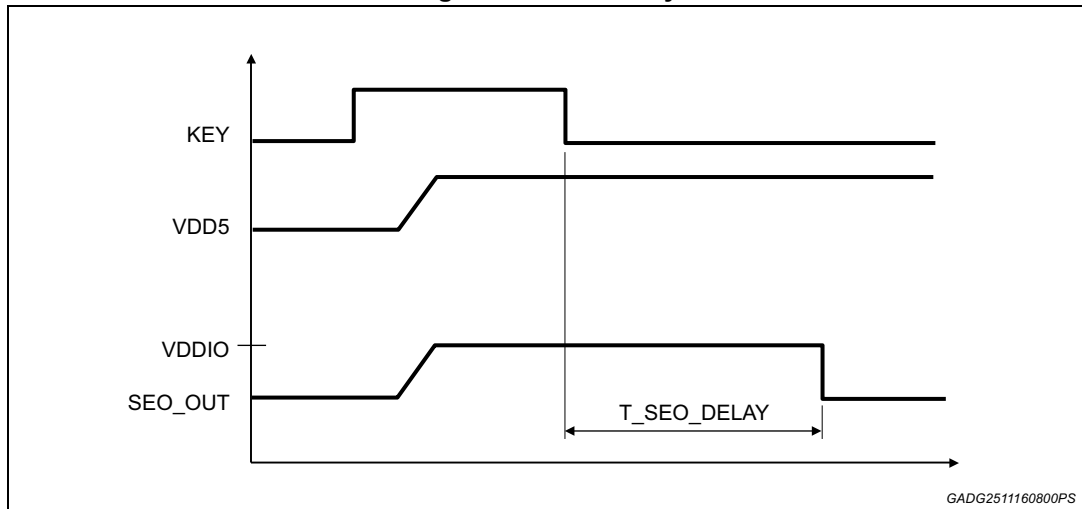 KEY
VDD5
VDDIO
SEO_OUT
T_SEO_DELAY
GADG2511160800PS